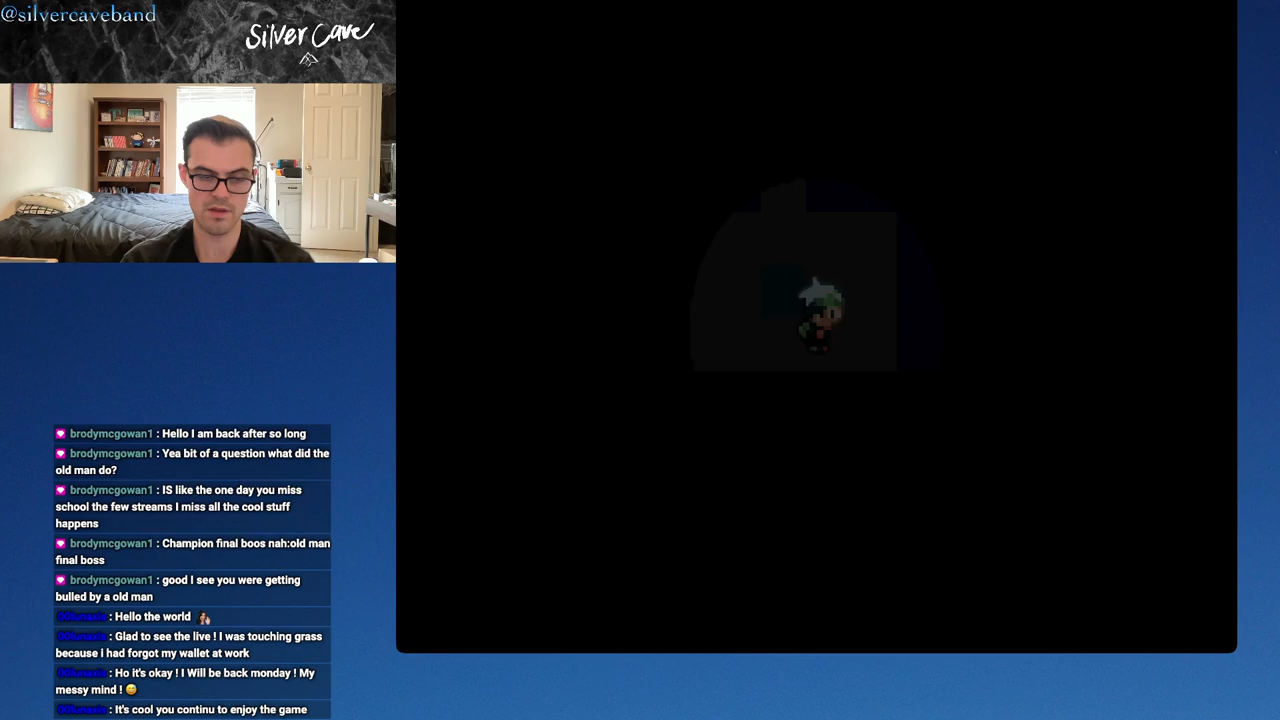 @silvercaveband
Silver Cave
brodymcgowan1 : Hello I am back after so long
brodymcgowan1 : Yea bit of a question what did the
old man do?
brodymcgowan1 : IS like the one day you miss
school the few streams I miss all the cool stuff
happens
brodymcgowan1 : Champion final boos nah:old man
final boss
brodymcgowan1 : good I see you were getting
bulled by a old man
: Hello the world
: Glad to see the live ! I was touching grass
because i had forgot my wallet at work
: Ho it's okay ! I Will be back monday ! My
messy mind !
: It's cool you continu to enjoy the game